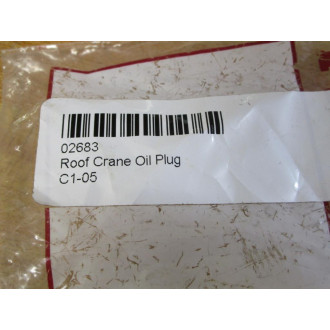 02683
Roof Crane Oil Plug
C1-05